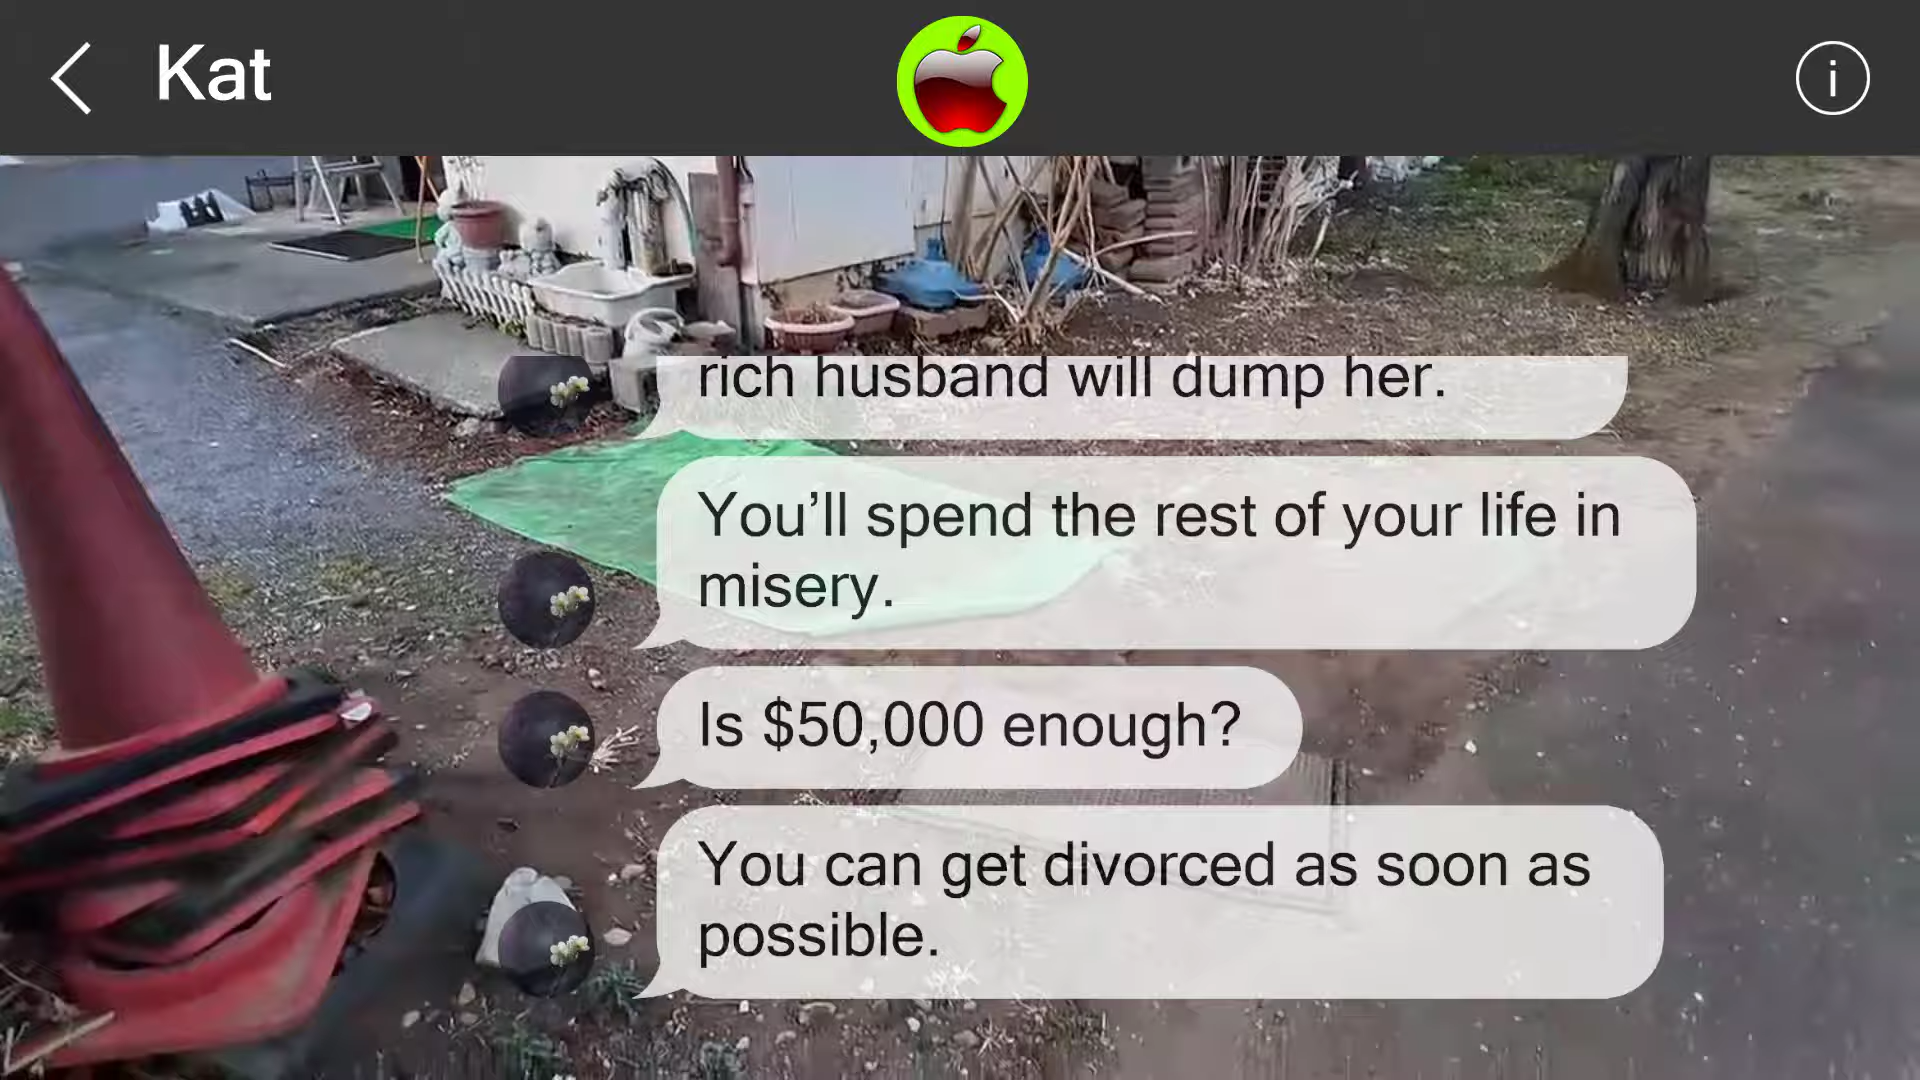 Kat
rich husband will dump her.
You’ll spend the rest of your life in
misery.
Is $50,000 enough?
You can get divorced as soon as
possible.